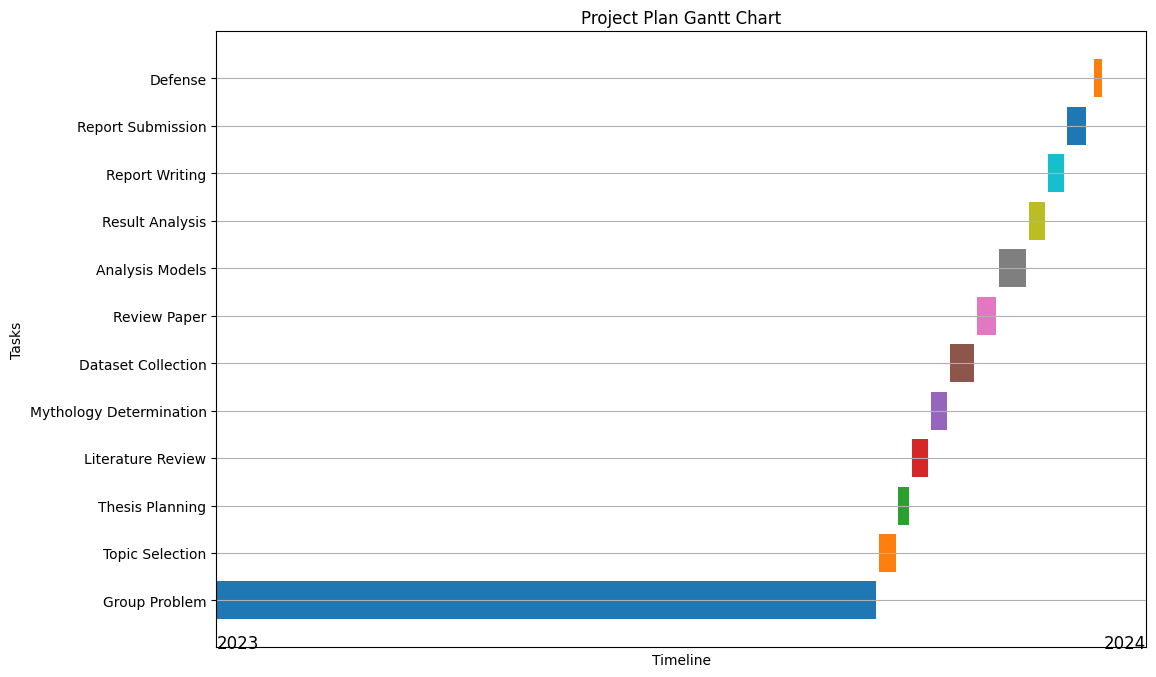 Project Plan Gantt Chart
Defense
Report Submission
Report Writing
Result Analysis
Analysis Models
Review Paper
Dataset Collection
Mythology Determination
Literature Review
Thesis Planning
Topic Selection
Group Problem
Tasks
2023
2024
Timeline